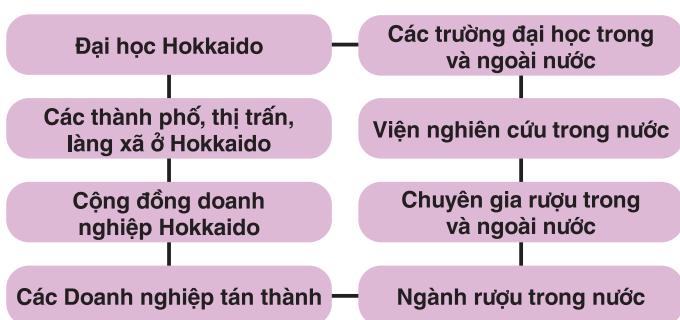 Đại học Hokkaido
Các trường đại học trong
và ngoài nước
Các thành phố, thị trấn,
làng xã ở Hokkaido
Viện nghiên cứu trong nước
Cộng đồng doanh
nghiệp Hokkaido
Chuyên gia rượu trong
và ngoài nước
Các Doanh nghiệp tán thành
Ngành rượu trong nước